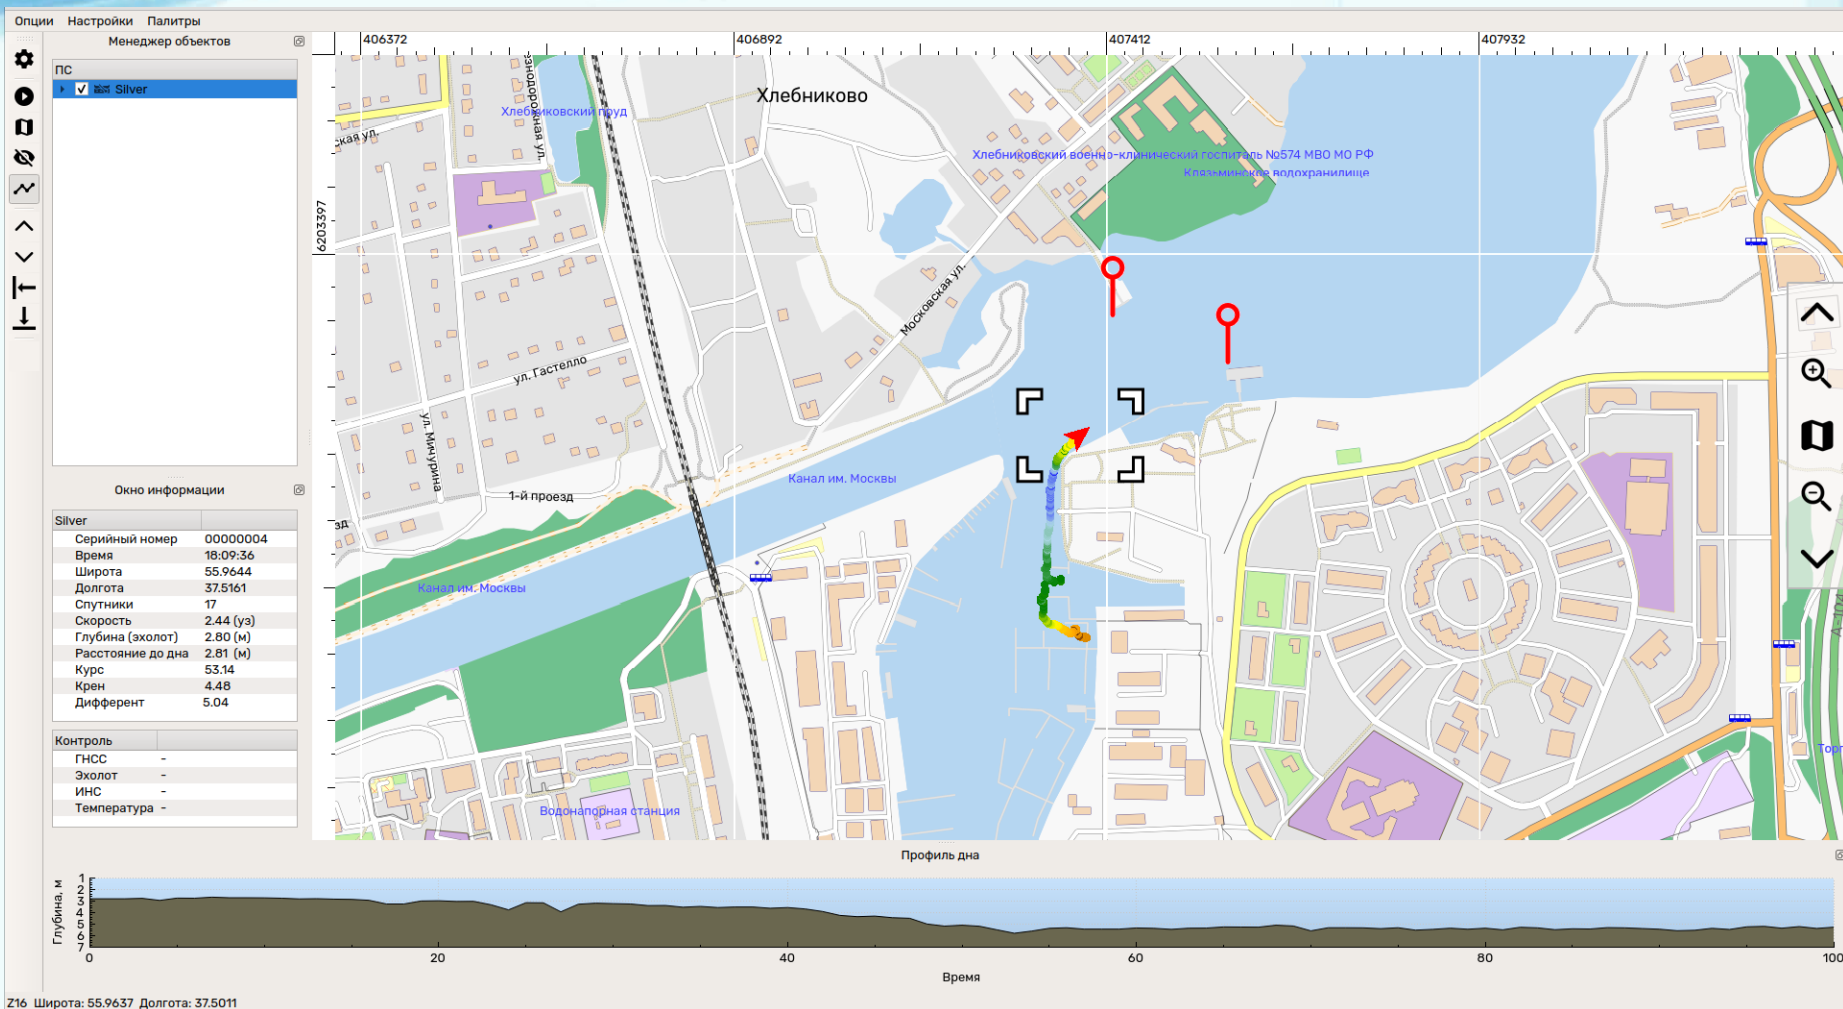 Опции Настройки Палитры
Менеджер объектов
ПС
Silver
Окно информации
Silver
Серийный номер 00000004
Время 18:09:36
Широта 55.9644
Долгота 37.5161
Спутники 17
Скорость 2.44 (уз)
Глубина (эхолот) 2.80 (м)
Расстояние до дна 2.81 (м)
Курс 53.14
Крен 4.48
Дифферент 5.04
Контроль
ГНСС -
Эхолот -
ИНС -
Температура -
406372 406892 407412 407932
6203397
Хлебниково
Хлебниковский пруд
Хлебниковский военно-клинический госпиталь №574 МВО МО РФ
Клязьминское водохранилище
Московская ул.
ул. Гастелло
ул. Мичурина
1-й проезд
Канал им. Москвы
Канал им. Москвы
Водонапорная станция
А-104
Профиль дна
Глубина, м
1
2
3
4
5
6
7
0 20 40 60 80 100
Время
Z16 Широта: 55.9637 Долгота: 37.5011